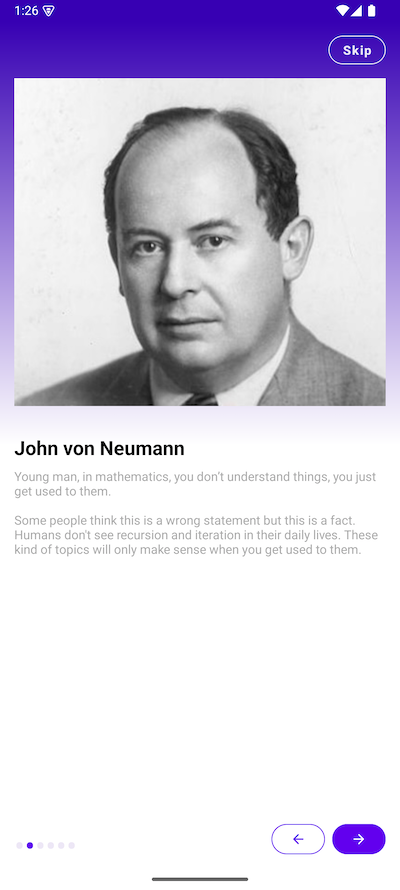 1:26
Skip
John von Neumann
Young man, in mathematics, you don’t understand things, you just
get used to them.
Some people think this is a wrong statement but this is a fact.
Humans don't see recursion and iteration in their daily lives. These
kind of topics will only make sense when you get used to them.